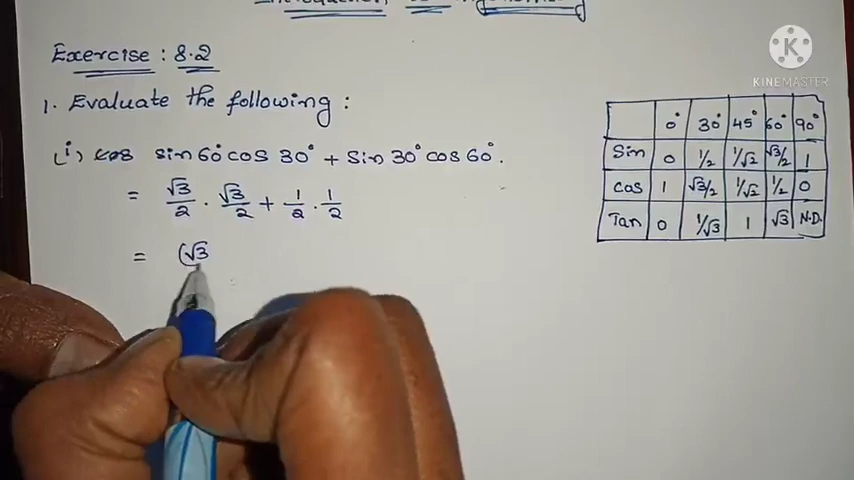 Exercise : 8.2
1. Evaluate the following :
(i) cos sin 60° cos 30° + sin 30° cos 60°.
= √3/2 . √3/2 + 1/2 . 1/2
= (√3
K
KINEMASTER
0° 30° 45° 60° 90°
Sin 0 1/2 1/√2 √3/2 1
cos 1 √3/2 1/√2 1/2 0
Tan 0 1/√3 1 √3 N.D.